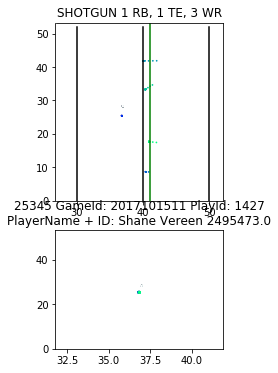 SHOTGUN 1 RB, 1 TE, 3 WR
50
40
30
20
10
0
30 40 50
25345 GameId: 2017101511 PlayId: 1427
PlayerName + ID: Shane Vereen 2495473.0
40
20
0
32.5 35.0 37.5 40.0